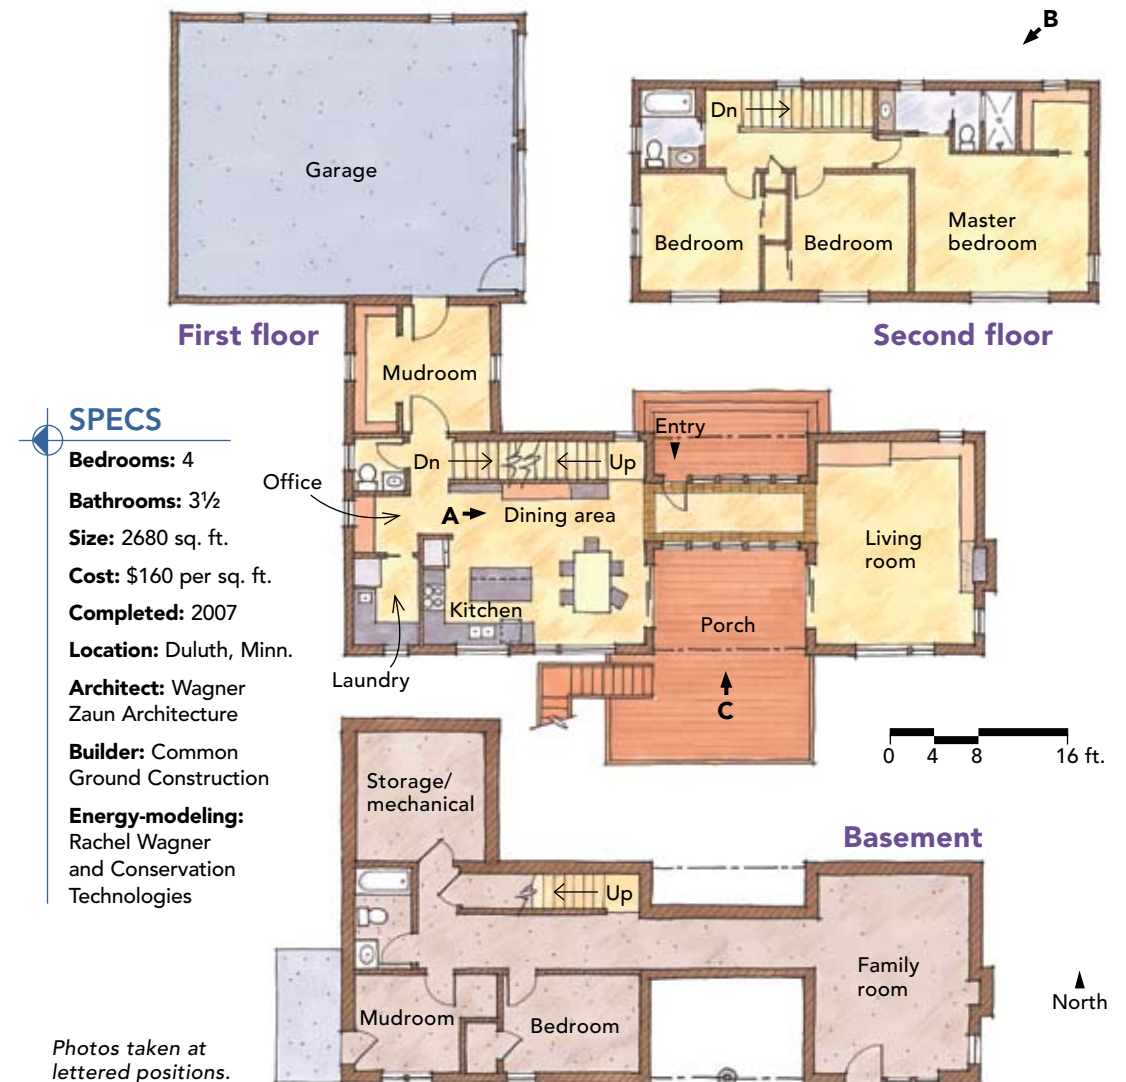 B
Dn
Garage
Master
bedroom
Bedroom
Bedroom
First floor
Second floor
Mudroom
SPECS
Bedrooms: 4
Bathrooms: 3½
Size: 2680 sq. ft.
Cost: $160 per sq. ft.
Completed: 2007
Location: Duluth, Minn.
Architect: Wagner
Zaun Architecture
Builder: Common
Ground Construction
Energy-modeling:
Rachel Wagner
and Conservation
Technologies
Entry
Dn
Up
Office
A
Dining area
Living
room
Kitchen
Porch
Laundry
C
0 4 8 16 ft.
Storage/
mechanical
Basement
Up
Family
room
North
Mudroom
Bedroom
Photos taken at
lettered positions.